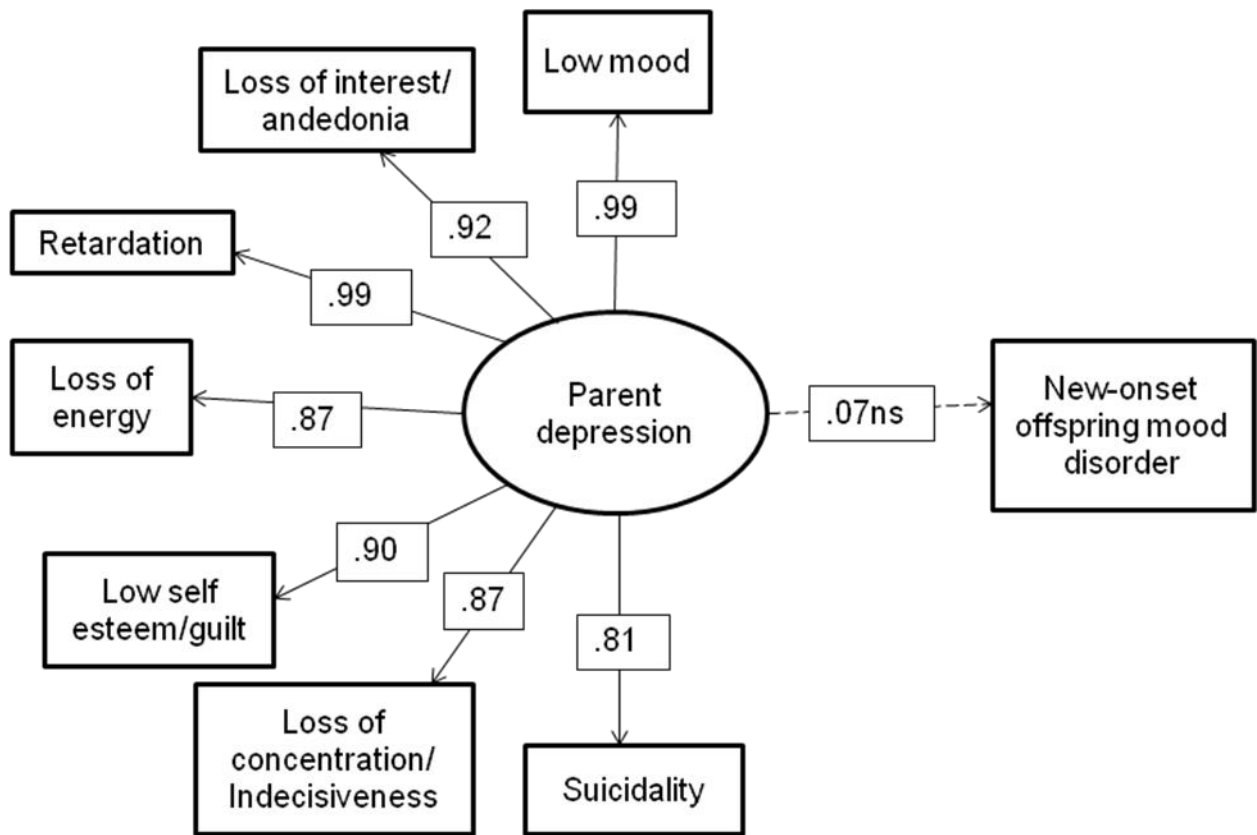 Low mood
Loss of interest/
andedonia
.99
.92
Retardation
.99
Loss of
energy
.87
Parent
depression
.07ns
New-onset
offspring mood
disorder
.90
Low self
esteem/guilt
.87
.81
Loss of
concentration/
Indecisiveness
Suicidality